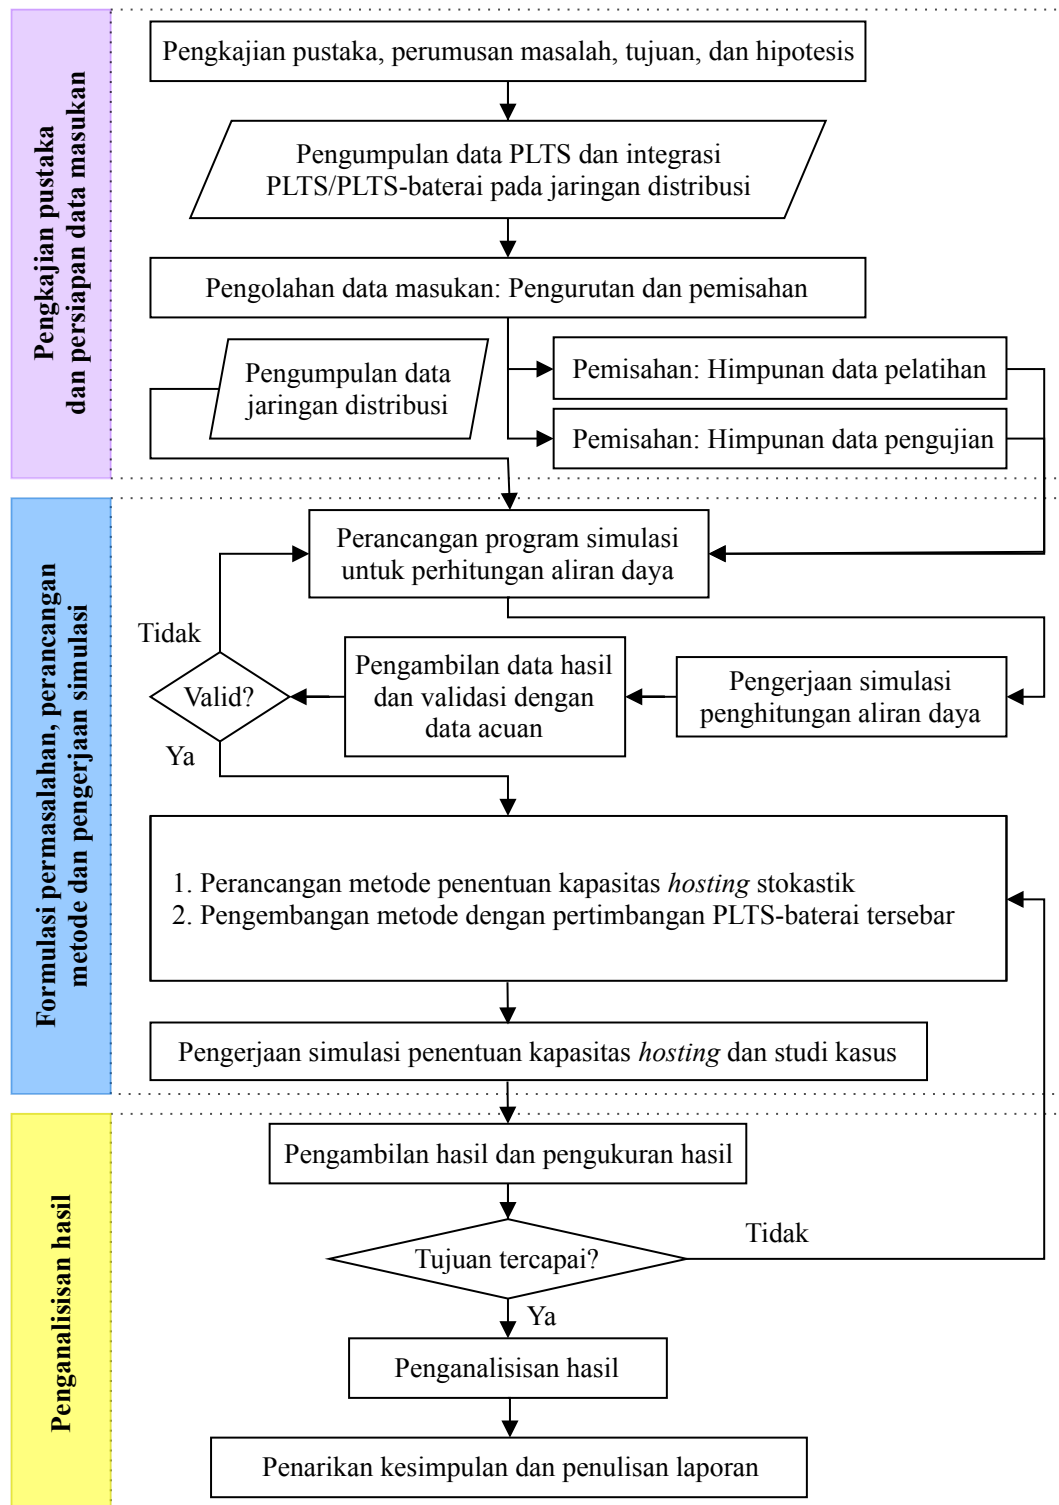 Pengkajian pustaka
dan persiapan data masukan
Pengkajian pustaka, perumusan masalah, tujuan, dan hipotesis
Pengumpulan data PLTS dan integrasi
PLTS/PLTS-baterai pada jaringan distribusi
Pengolahan data masukan: Pengurutan dan pemisahan
Pengumpulan data
jaringan distribusi
Pemisahan: Himpunan data pelatihan
Pemisahan: Himpunan data pengujian
Formulasi permasalahan, perancangan
metode dan pengerjaan simulasi
Perancangan program simulasi
untuk perhitungan aliran daya
Tidak
Valid?
Ya
Pengambilan data hasil
dan validasi dengan
data acuan
Pengerjaan simulasi
penghitungan aliran daya
1. Perancangan metode penentuan kapasitas hosting stokastik
2. Pengembangan metode dengan pertimbangan PLTS-baterai tersebar
Pengerjaan simulasi penentuan kapasitas hosting dan studi kasus
Penganalisisan hasil
Pengambilan hasil dan pengukuran hasil
Tujuan tercapai?
Tidak
Ya
Penganalisisan hasil
Penarikan kesimpulan dan penulisan laporan